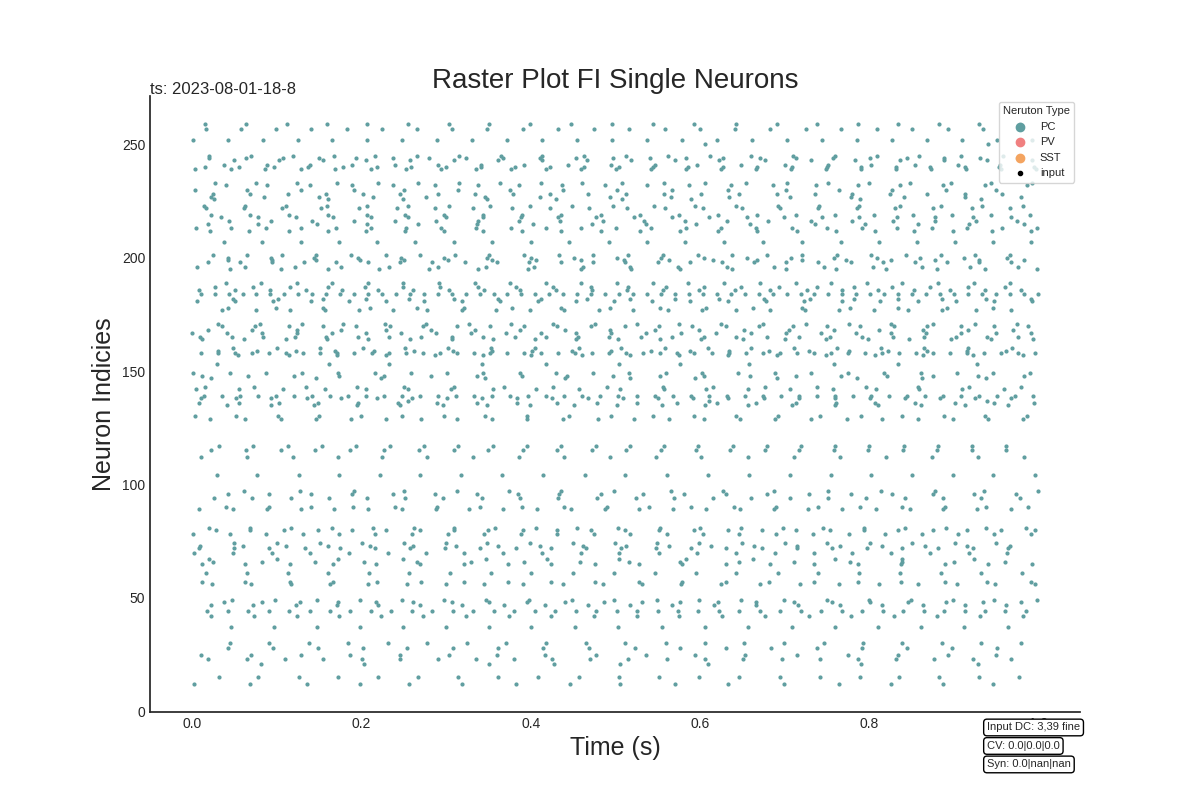 Raster Plot FI Single Neurons
ts: 2023-08-01-18-8
Neruton Type
PC
PV
SST
input
250
200
150
100
50
0
Neuron Indicies
0.0 0.2 0.4 0.6 0.8
Time (s)
Input DC: 3,39 fine
CV: 0.0|0.0|0.0
Syn: 0.0|nan|nan